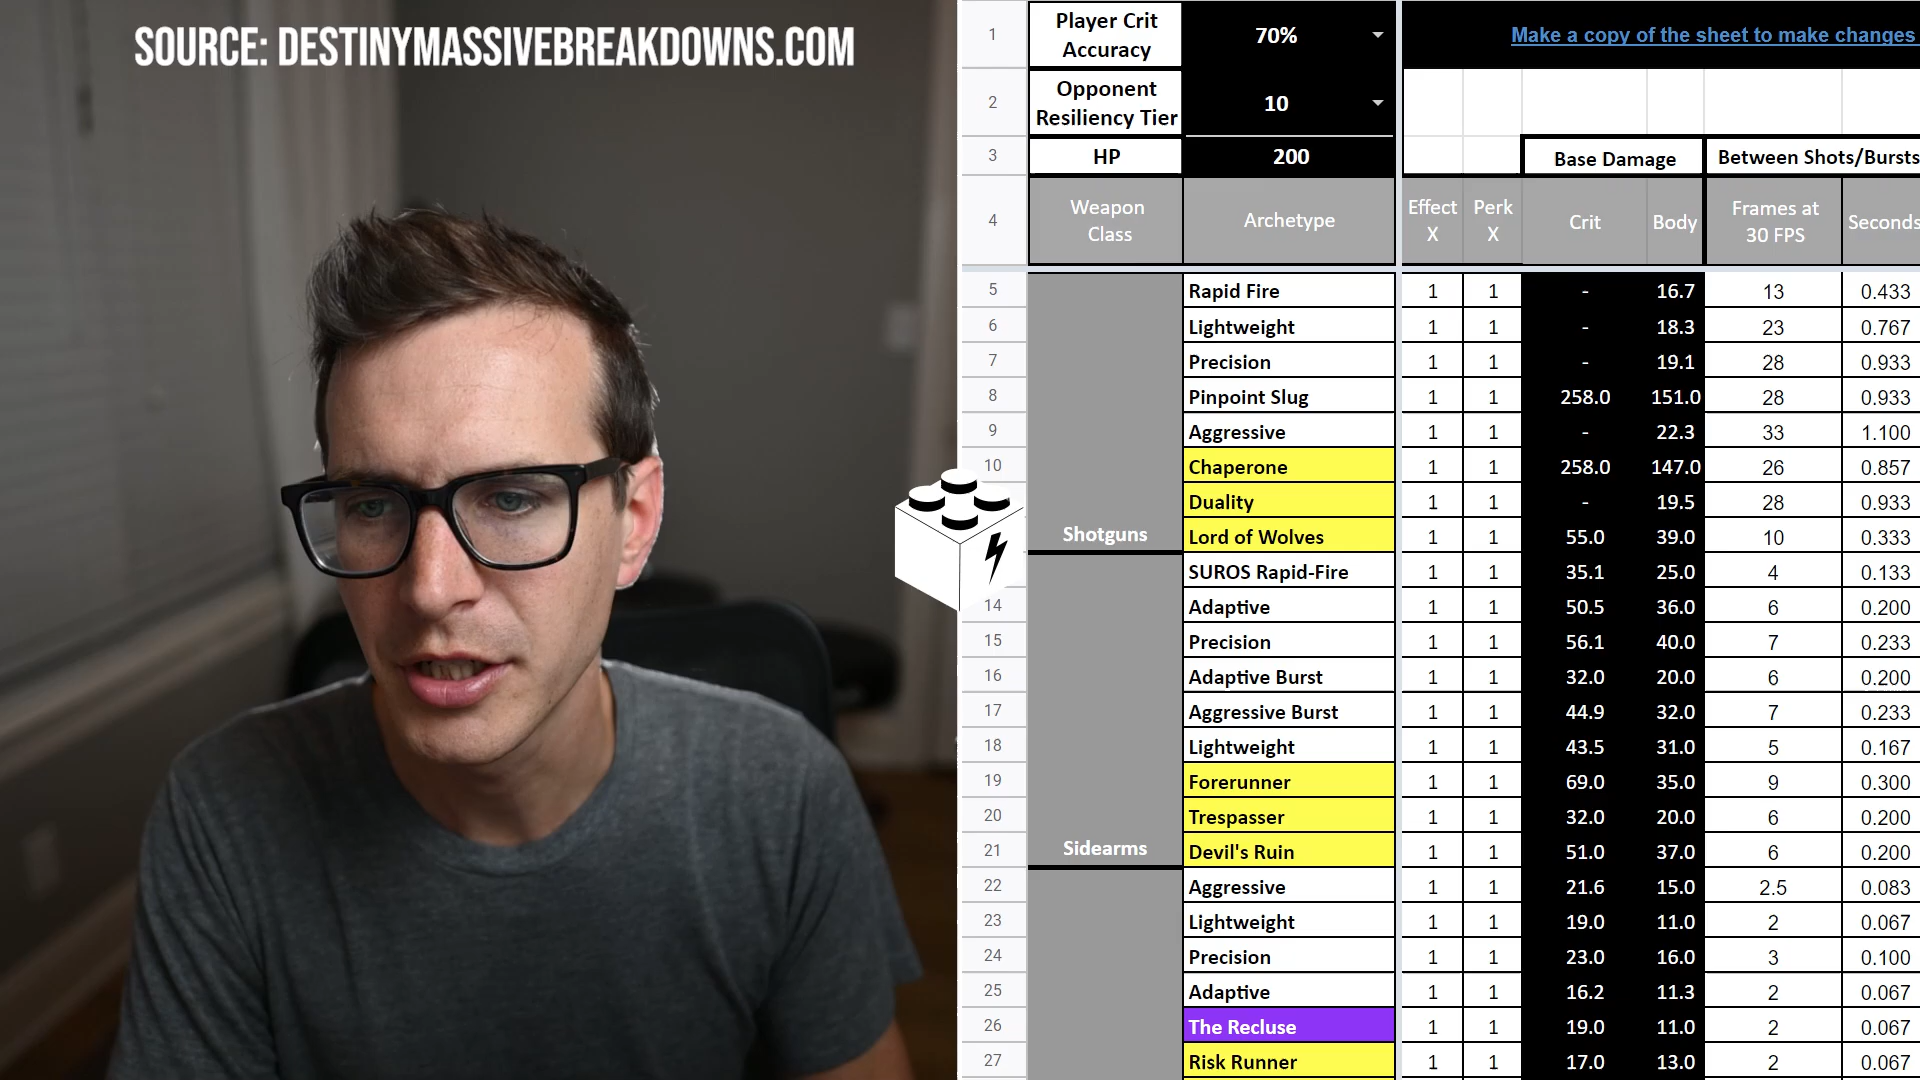 SOURCE: DESTINYMASSIVEBREAKDOWNS.COM
1 Player Crit Accuracy 70% Make a copy of the sheet to make changes
2 Opponent Resiliency Tier 10
3 HP 200 Base Damage Between Shots/Bursts
4 Weapon Class Archetype Effect X Perk X Crit Body Frames at 30 FPS Seconds
5 Rapid Fire 1 1 - 16.7 13 0.433
6 Lightweight 1 1 - 18.3 23 0.767
7 Precision 1 1 - 19.1 28 0.933
8 Pinpoint Slug 1 1 258.0 151.0 28 0.933
9 Aggressive 1 1 - 22.3 33 1.100
10 Chaperone 1 1 258.0 147.0 26 0.857
Duality 1 1 - 19.5 28 0.933
Shotguns Lord of Wolves 1 1 55.0 39.0 10 0.333
SUROS Rapid-Fire 1 1 35.1 25.0 4 0.133
14 Adaptive 1 1 50.5 36.0 6 0.200
15 Precision 1 1 56.1 40.0 7 0.233
16 Adaptive Burst 1 1 32.0 20.0 6 0.200
17 Aggressive Burst 1 1 44.9 32.0 7 0.233
18 Lightweight 1 1 43.5 31.0 5 0.167
19 Forerunner 1 1 69.0 35.0 9 0.300
20 Trespasser 1 1 32.0 20.0 6 0.200
21 Sidearms Devil's Ruin 1 1 51.0 37.0 6 0.200
22 Aggressive 1 1 21.6 15.0 2.5 0.083
23 Lightweight 1 1 19.0 11.0 2 0.067
24 Precision 1 1 23.0 16.0 3 0.100
25 Adaptive 1 1 16.2 11.3 2 0.067
26 The Recluse 1 1 19.0 11.0 2 0.067
27 Risk Runner 1 1 17.0 13.0 2 0.067